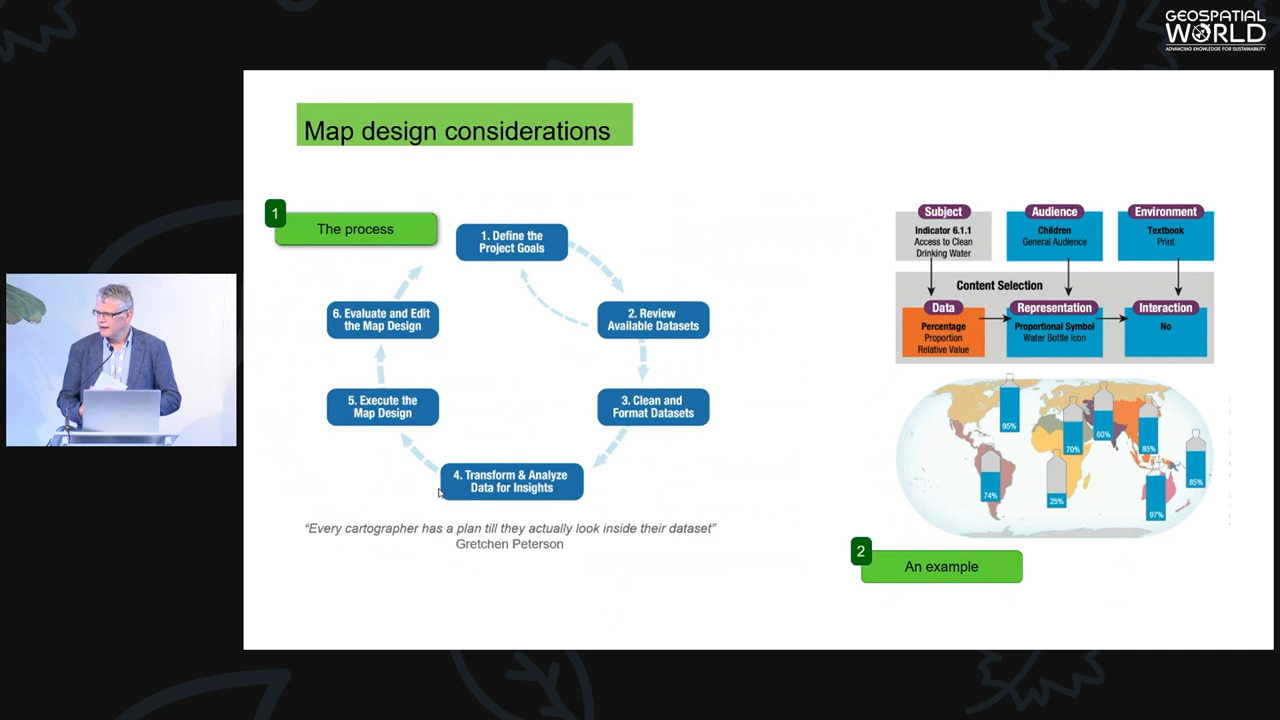 GEOSPATIAL
WORLD
ADVANCING KNOWLEDGE FOR SUSTAINABILITY
Map design considerations
1
The process
1. Define the
Project Goals
2. Review
Available Datasets
3. Clean and
Format Datasets
4. Transform & Analyze
Data for Insights
5. Execute the
Map Design
6. Evaluate and Edit
the Map Design
“Every cartographer has a plan till they actually look inside their dataset”
Gretchen Peterson
Subject
Indicator 6.1.1
Access to Clean
Drinking Water
Audience
Children
General Audience
Environment
Textbook
Print
Content Selection
Data
Percentage
Proportion
Relative Value
Representation
Proportional Symbol
Water Bottle Icon
Interaction
No
95%
70%
60%
85%
85%
74%
25%
97%
2
An example